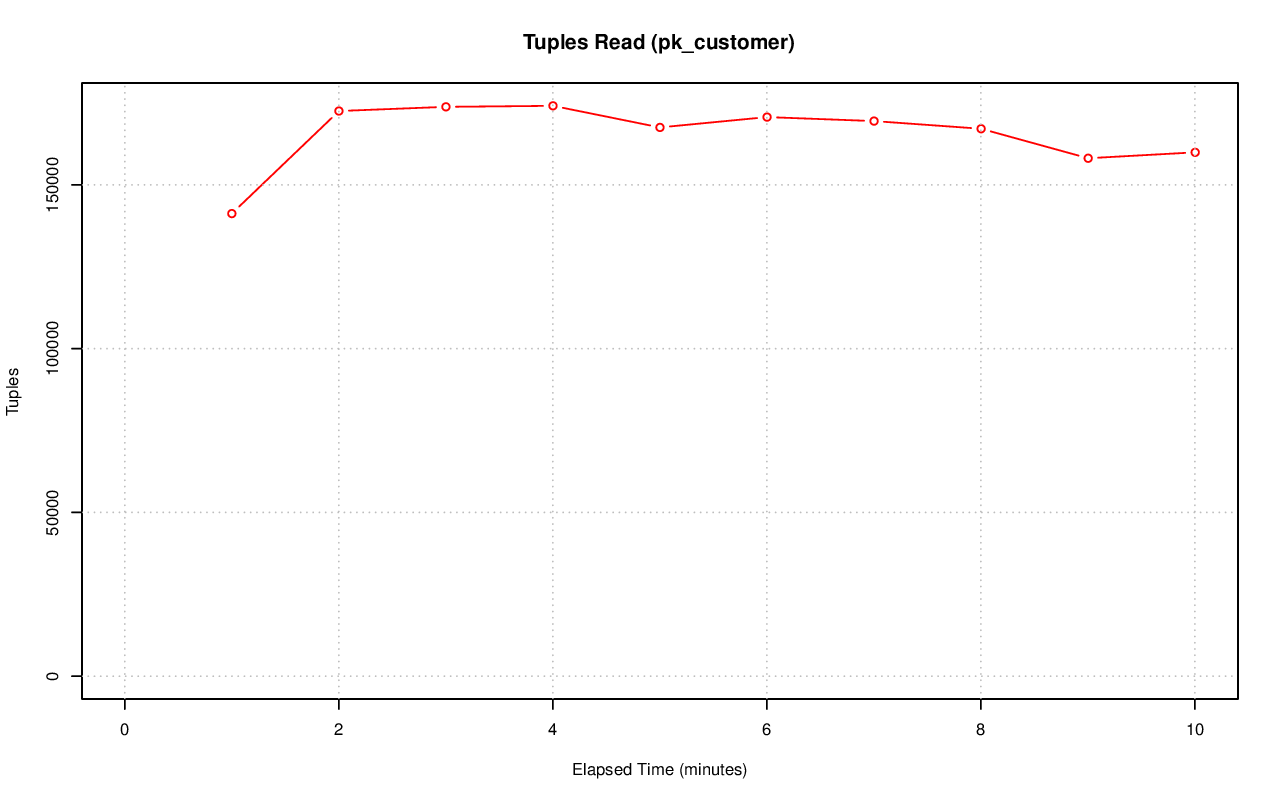 Tuples Read (pk_customer)
Tuples
150000
100000
50000
0
0 2 4 6 8 10
Elapsed Time (minutes)